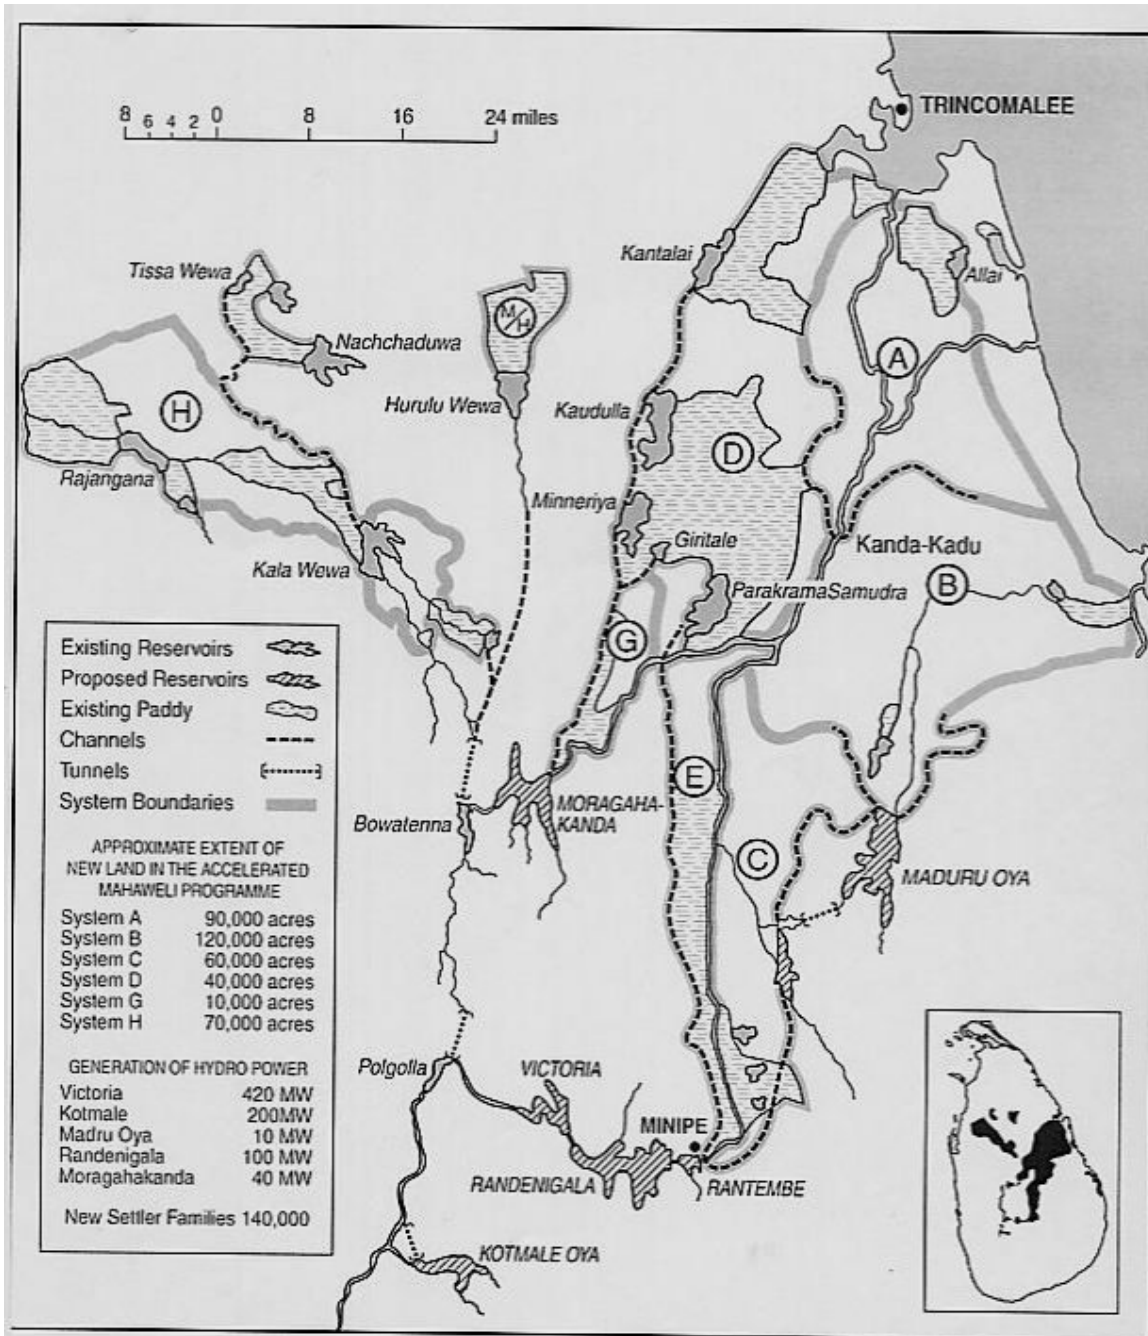 8 6 4 2 0 8 16 24 miles
TRINCOMALEE
Kantalai
Tissa Wewa
Allai
M/H
Nachchaduwa
A
Hurulu Wewa
Kaudulla
H
D
Rajangana
Minneriya
Giritale
Kanda-Kadu
Kala Wewa
B
ParakramaSamudra
G
E
MORAGAHA-
KANDA
Bowatenna
C
MADURU OYA
Polgolla
VICTORIA
MINIPE
RANDENIGALA
RANTEMBE
KOTMALE OYA
Existing Reservoirs
Proposed Reservoirs
Existing Paddy
Channels
Tunnels
System Boundaries
APPROXIMATE EXTENT OF
NEW LAND IN THE ACCELERATED
MAHAWELI PROGRAMME
System A 90,000 acres
System B 120,000 acres
System C 60,000 acres
System D 40,000 acres
System G 10,000 acres
System H 70,000 acres
GENERATION OF HYDRO POWER
Victoria 420 MW
Kotmale 200MW
Madru Oya 10 MW
Randenigala 100 MW
Moragahakanda 40 MW
New Settler Families 140,000